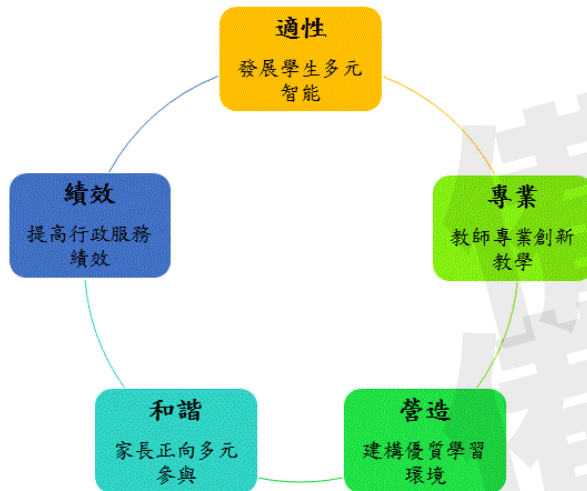 適性
發展學生多元
智能
專業
教師專業創新
教學
營造
建構優質學習
環境
和諧
家長正向多元
參與
績效
提高行政服務
績效